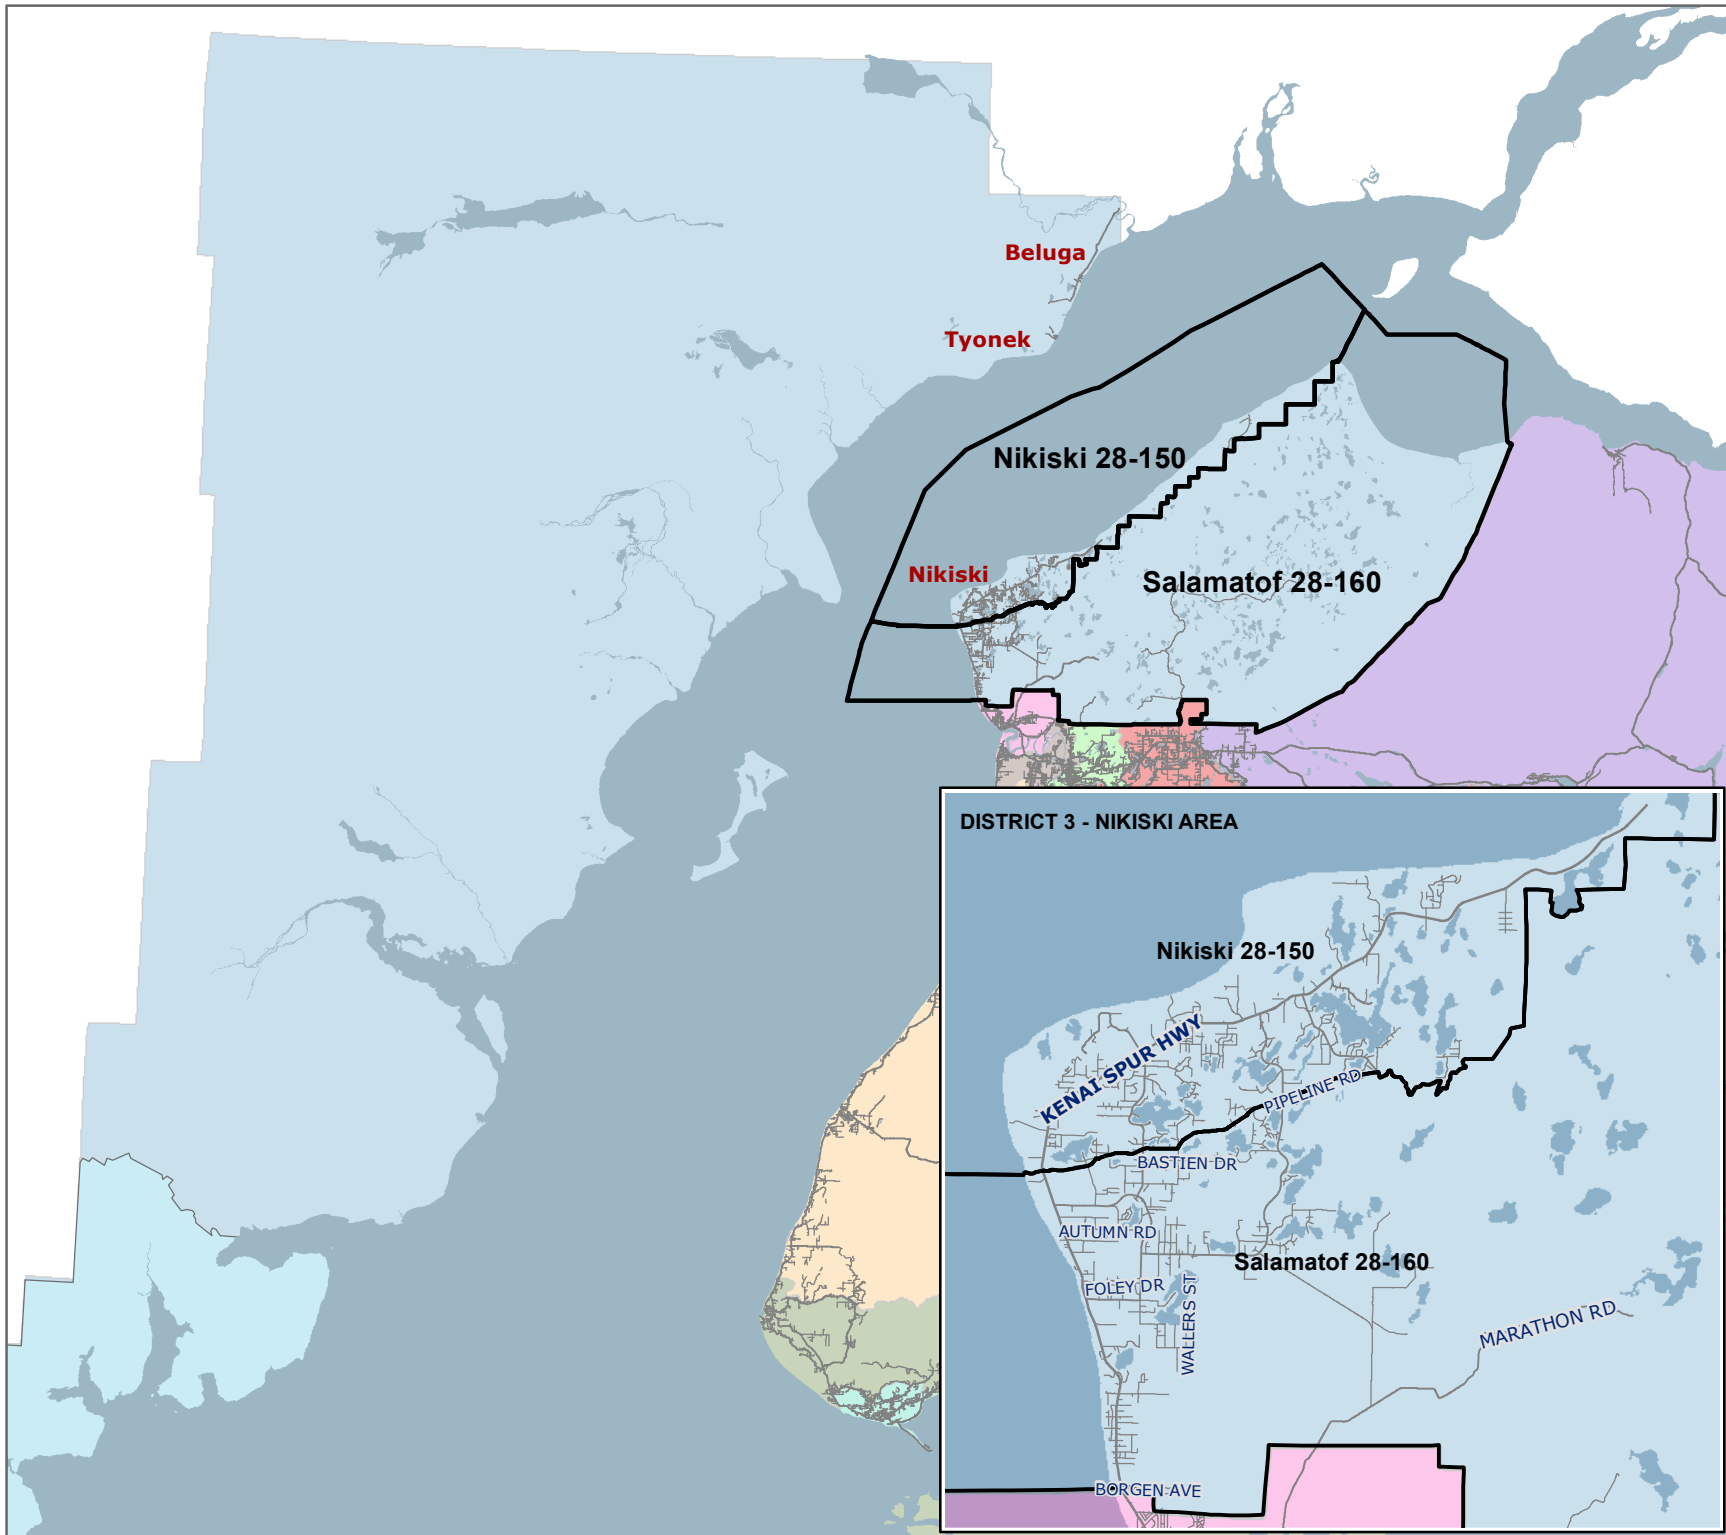 Beluga
Tyonek
Nikiski 28-150
Nikiski
Salamatof 28-160
DISTRICT 3 - NIKISKI AREA
Nikiski 28-150
KENAI SPUR HWY
PIPELINE RD
BASTIEN DR
AUTUMN RD
Salamatof 28-160
FOLEY DR
WALLERS ST
MARATHON RD
BORGEN AVE